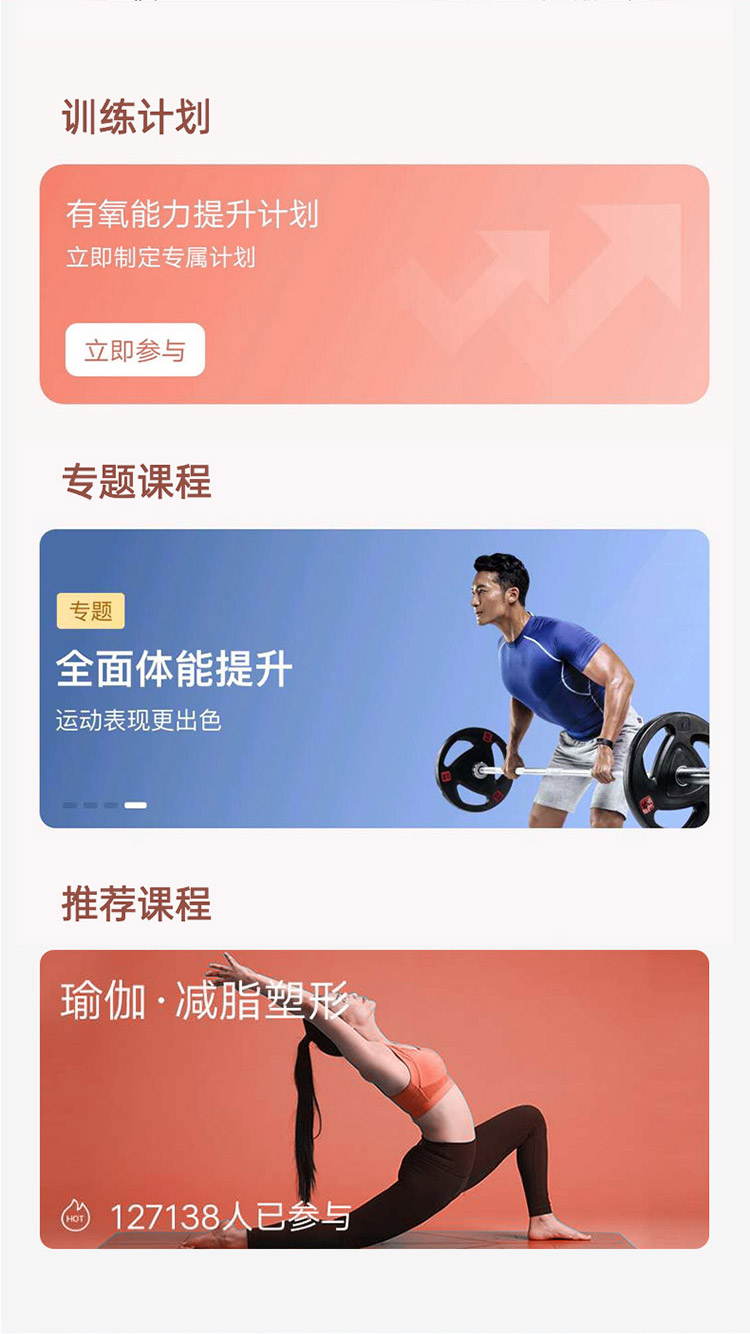 训练计划
有氧能力提升计划
立即制定专属计划
立即参与
专题课程
专题
全面体能提升
运动表现更出色
推荐课程
瑜伽·减脂塑形
HOT
127138人已参与